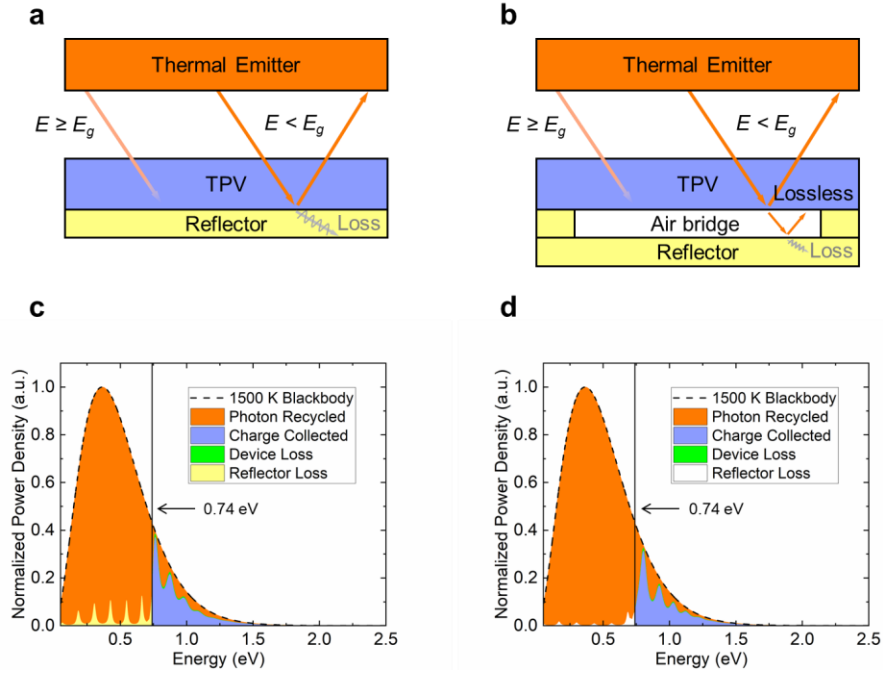 a
Thermal Emitter
E ≥ Eg
E < Eg
TPV
Reflector
Loss
b
Thermal Emitter
E ≥ Eg
E < Eg
TPV
Lossless
Air bridge
Reflector
Loss
c
Normalized Power Density (a.u.)
1.0
0.8
0.6
0.4
0.2
0.0
1500 K Blackbody
Photon Recycled
Charge Collected
Device Loss
Reflector Loss
0.74 eV
0.5
1.0
1.5
2.0
2.5
Energy (eV)
d
Normalized Power Density (a.u.)
1.0
0.8
0.6
0.4
0.2
0.0
1500 K Blackbody
Photon Recycled
Charge Collected
Device Loss
Reflector Loss
0.74 eV
0.5
1.0
1.5
2.0
2.5
Energy (eV)